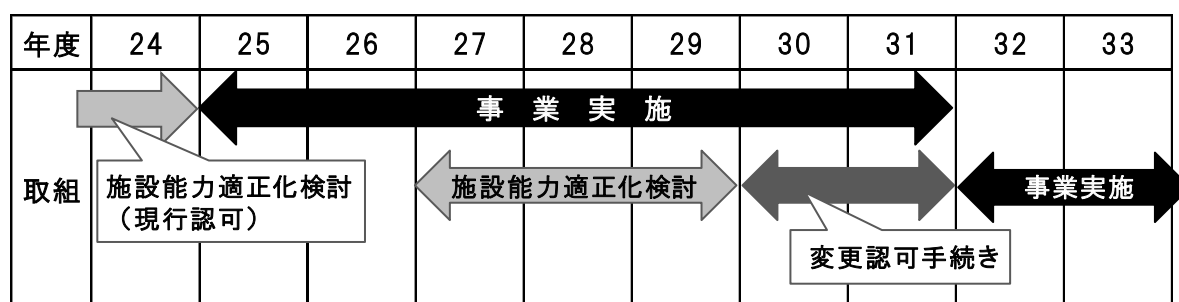 年度 24 25 26 27 28 29 30 31 32 33
取組
事業実施
施設能力適正化検討
（現行認可）
施設能力適正化検討
変更認可手続き
事業実施